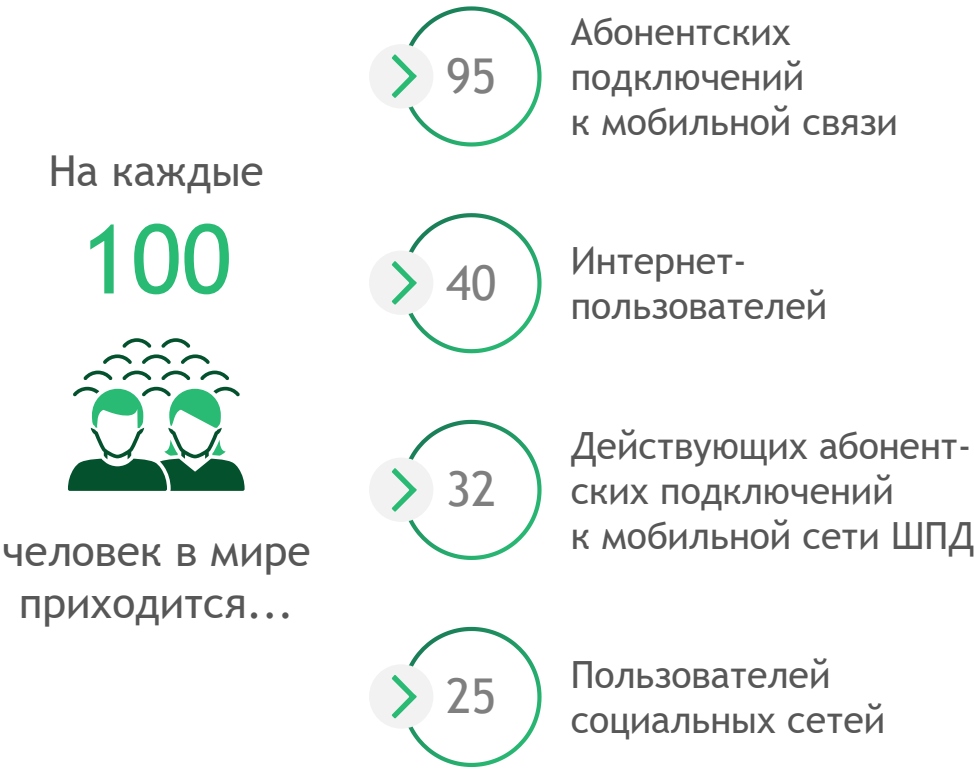 На каждые
100
человек в мире
приходится...
95
Абонентских
подключений
к мобильной связи
40
Интернет-
пользователей
32
Действующих абонент-
ских подключений
к мобильной сети ШПД
25
Пользователей
социальных сетей